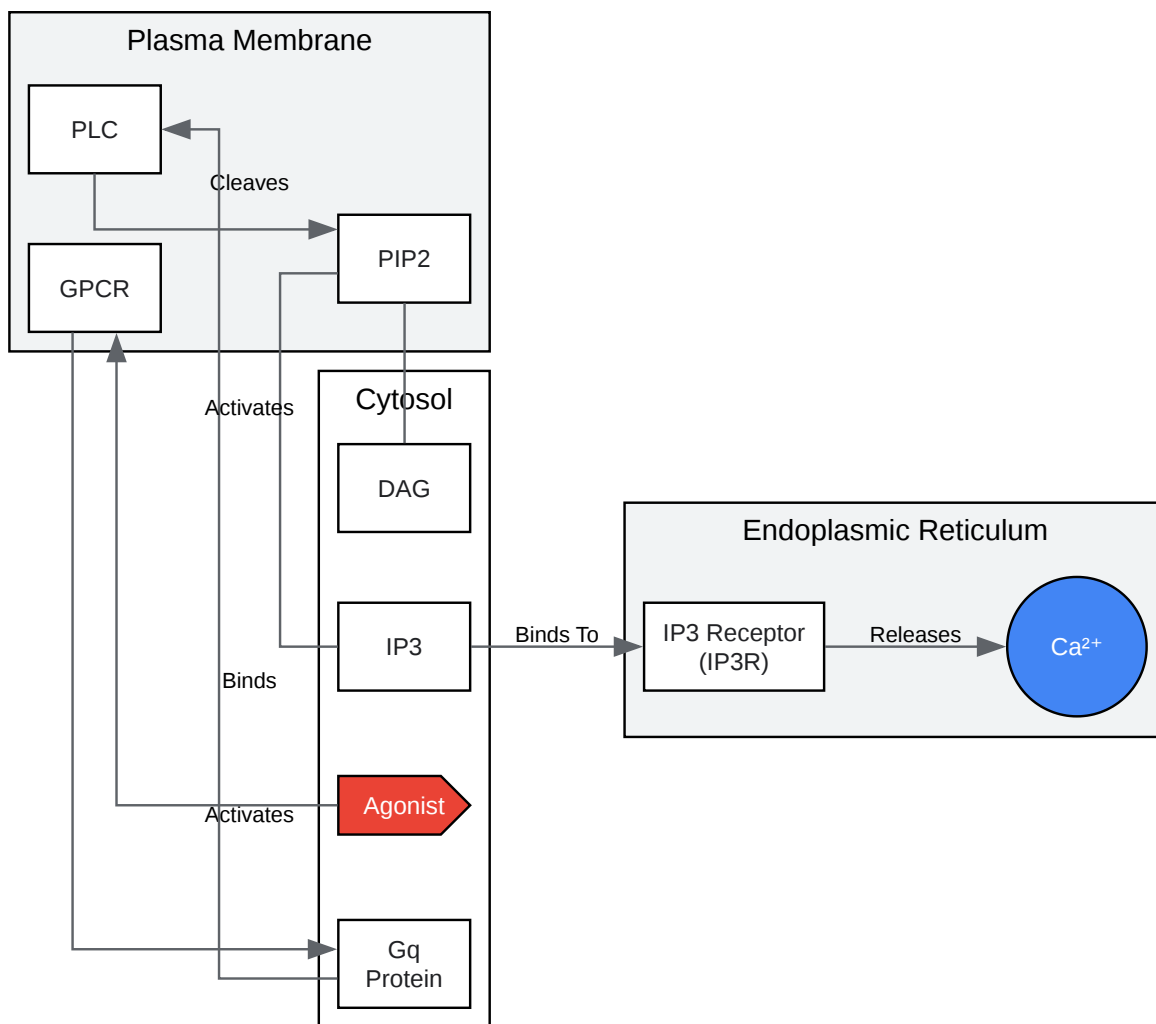 Plasma Membrane
PLC
Cleaves
PIP2
GPCR
Activates
Cytosol
DAG
Endoplasmic Reticulum
IP3
Binds To
IP3 Receptor
(IP3R)
Releases
Ca²⁺
Binds
Agonist
Activates
Gq
Protein